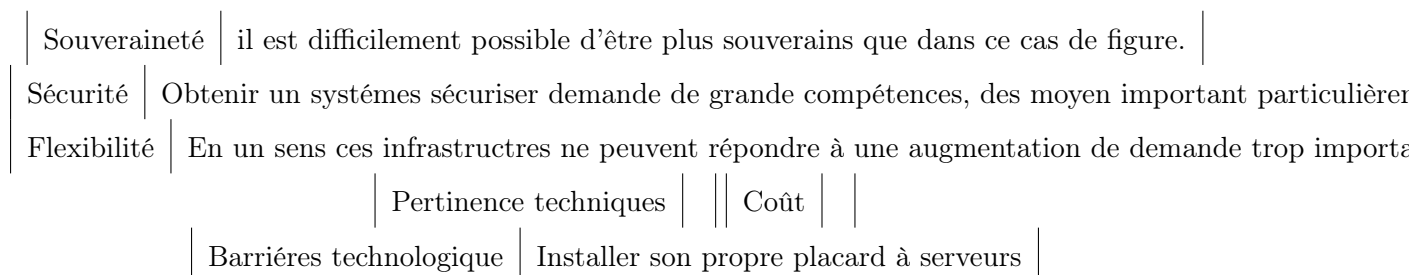 Souveraineté il est difficilement possible d'être plus souverains que dans ce cas de figure.
Sécurité Obtenir un systémes sécuriser demande de grande compétences, des moyen important
Flexibilité En un sens ces infrastructres ne peuvent répondre à une augmentation de demande trop
Pertinence techniques Coût
Barriéres technologique Installer son propre placard à serveurs